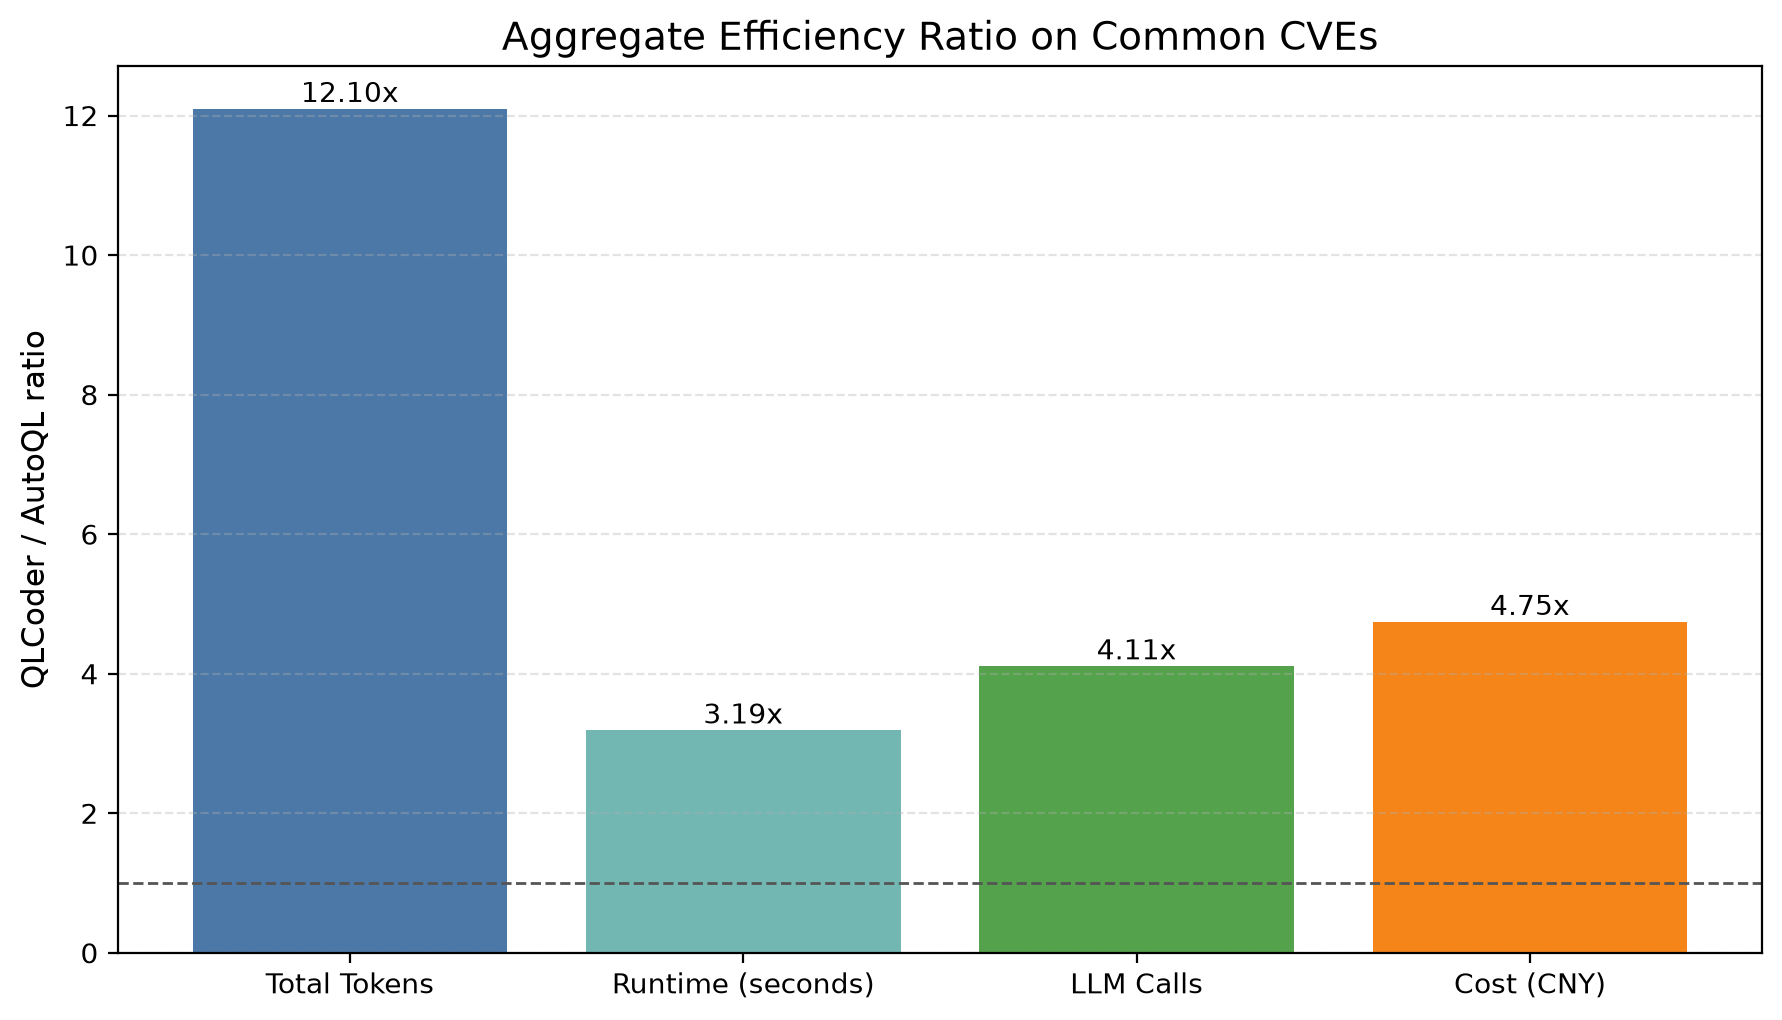 Aggregate Efficiency Ratio on Common CVEs
QLCoder / AutoQL ratio
12
10
8
6
4
2
0
12.10x
3.19x
4.11x
4.75x
Total Tokens
Runtime (seconds)
LLM Calls
Cost (CNY)